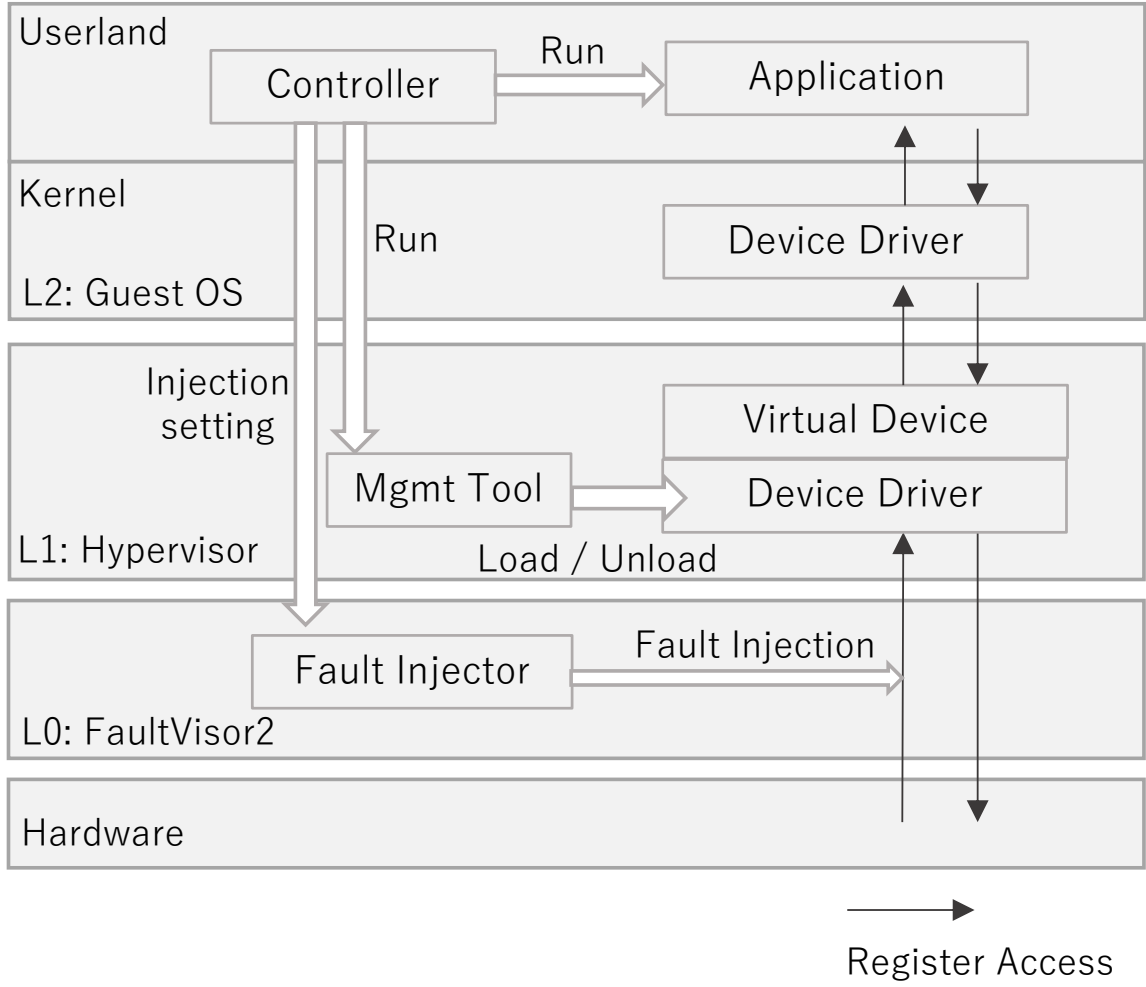 Userland
Controller
Run
Application
Kernel
Run
Device Driver
L2: Guest OS
Injection
setting
Virtual Device
Mgmt Tool
Device Driver
L1: Hypervisor
Load / Unload
Fault Injector
Fault Injection
L0: FaultVisor2
Hardware
Register Access